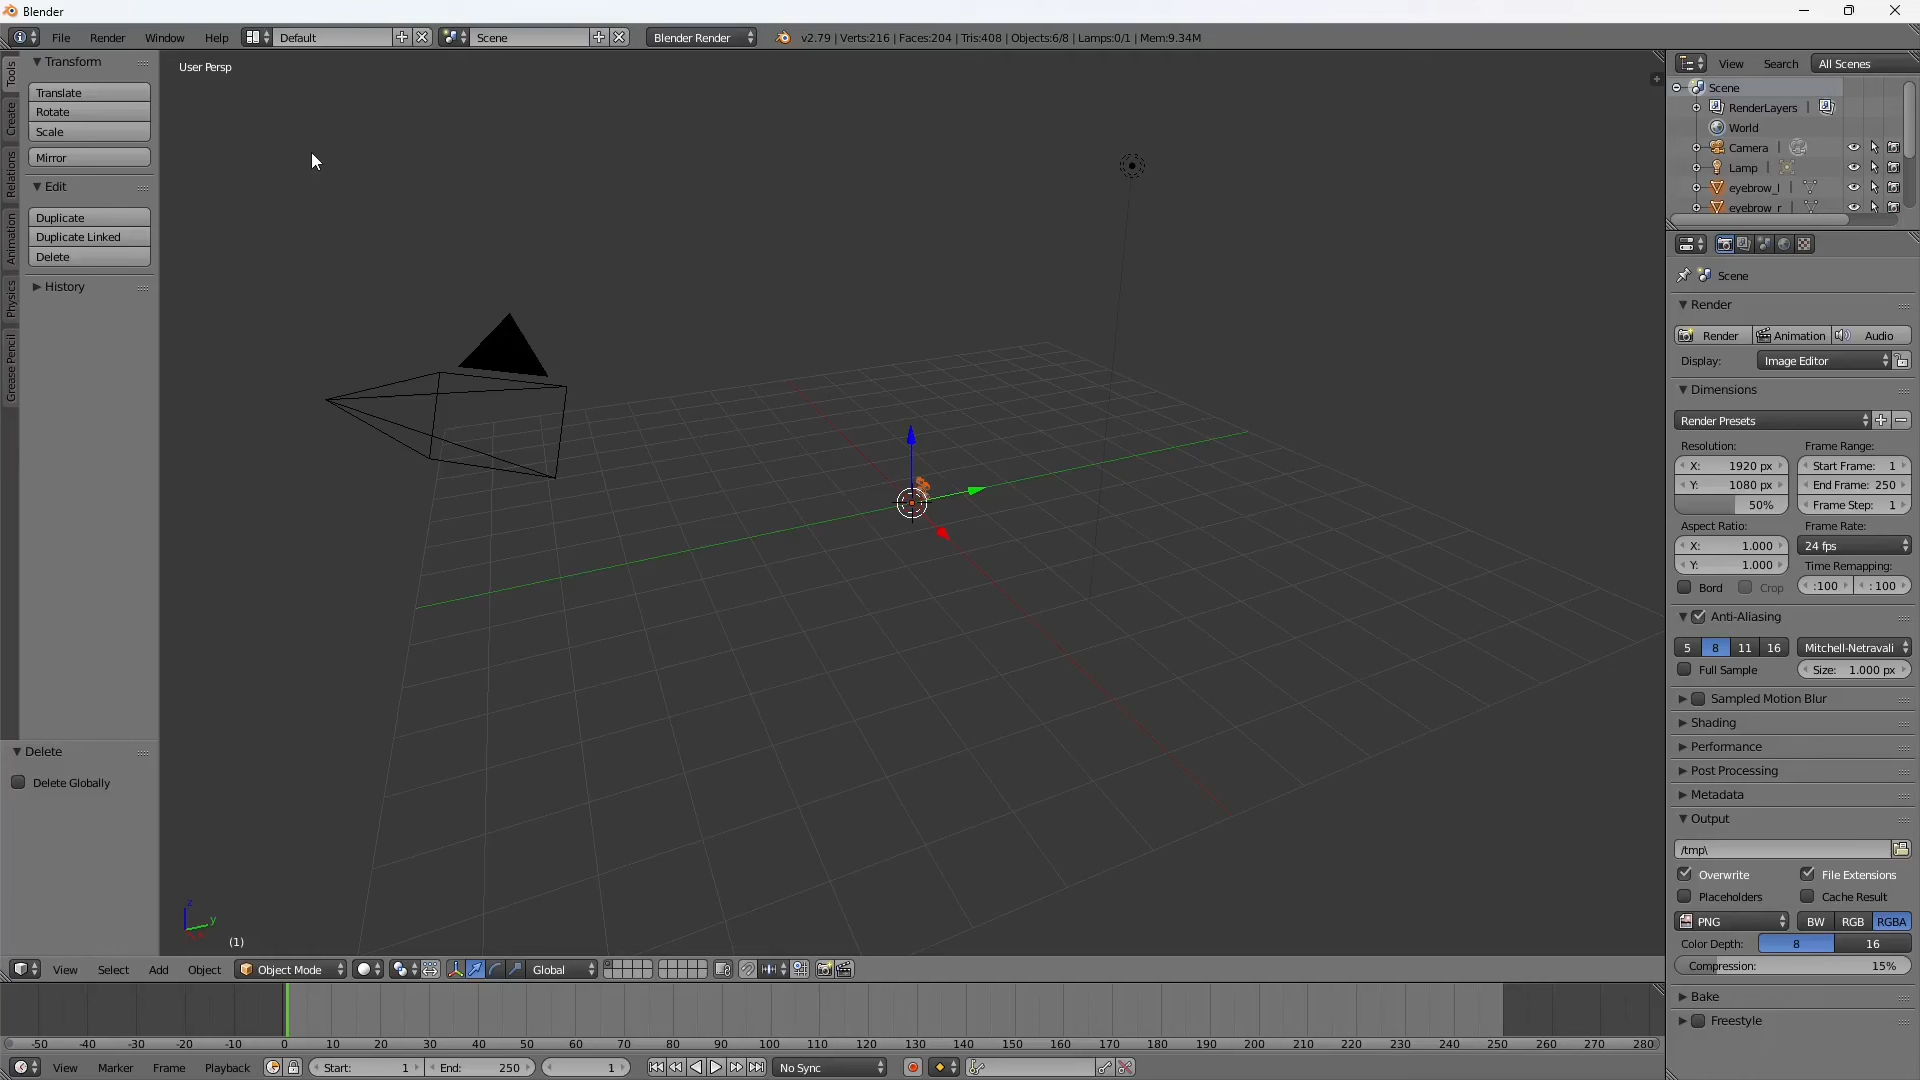 Blender
File Render Window Help Default Scene Blender Render v2.79 | Verts:216 | Faces:204 | Tris:408 | Objects:6/8 | Lamps:0/1 | Mem:9.34M
Tools
Create
Relations
Animation
Physics
Grease Pencil
Transform
Translate
Rotate
Scale
Mirror
Edit
Duplicate
Duplicate Linked
Delete
History
Delete
Delete Globally
User Persp
z
y
(1)
View Select Add Object Object Mode Global
-50 -40 -30 -20 -10 0 10 20 30 40 50 60 70 80 90 100 110 120 130 140 150 160 170 180 190 200 210 220 230 240 250 260 270 280
View Marker Frame Playback Start: 1 End: 250 1 No Sync
View Search All Scenes
Scene
RenderLayers |
World
Camera |
Lamp |
eyebrow_l |
eyebrow_r |
Scene
Render
Render Animation Audio
Display: Image Editor
Dimensions
Render Presets
Resolution: Frame Range:
X: 1920 px Start Frame: 1
Y: 1080 px End Frame: 250
50% Frame Step: 1
Aspect Ratio: Frame Rate:
X: 1.000 24 fps
Y: 1.000 Time Remapping:
Bord Crop :100 : 100
Anti-Aliasing
5 8 11 16 Mitchell-Netravali
Full Sample Size: 1.000 px
Sampled Motion Blur
Shading
Performance
Post Processing
Metadata
Output
/tmp\
Overwrite File Extensions
Placeholders Cache Result
PNG BW RGB RGBA
Color Depth: 8 16
Compression: 15%
Bake
Freestyle